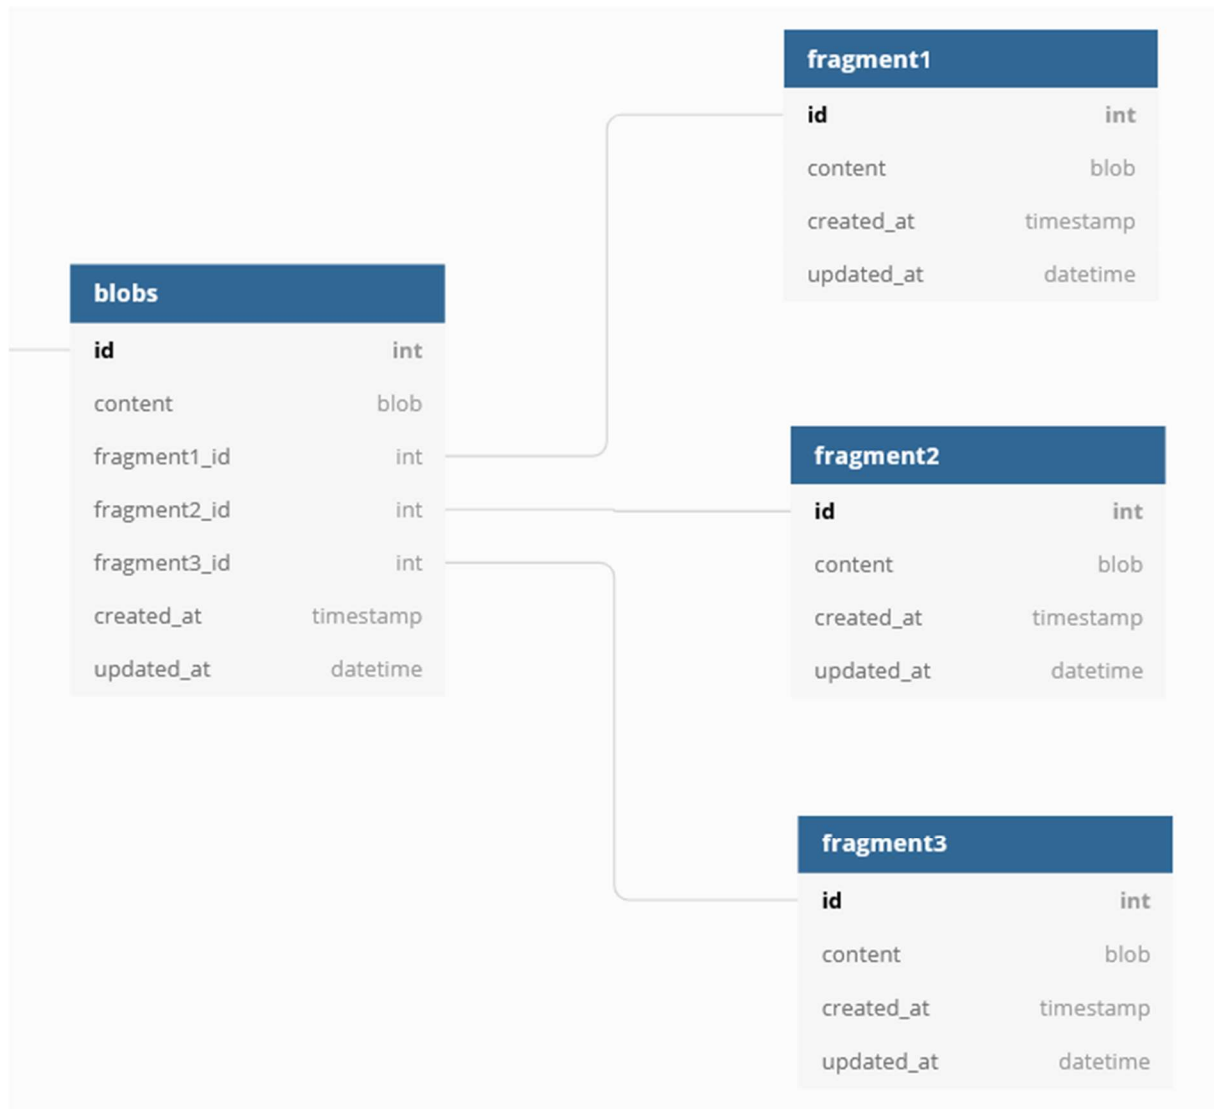 fragment1
id int
content blob
created_at timestamp
updated_at datetime
blobs
id int
content blob
fragment1_id int
fragment2_id int
fragment3_id int
created_at timestamp
updated_at datetime
fragment2
id int
content blob
created_at timestamp
updated_at datetime
fragment3
id int
content blob
created_at timestamp
updated_at datetime